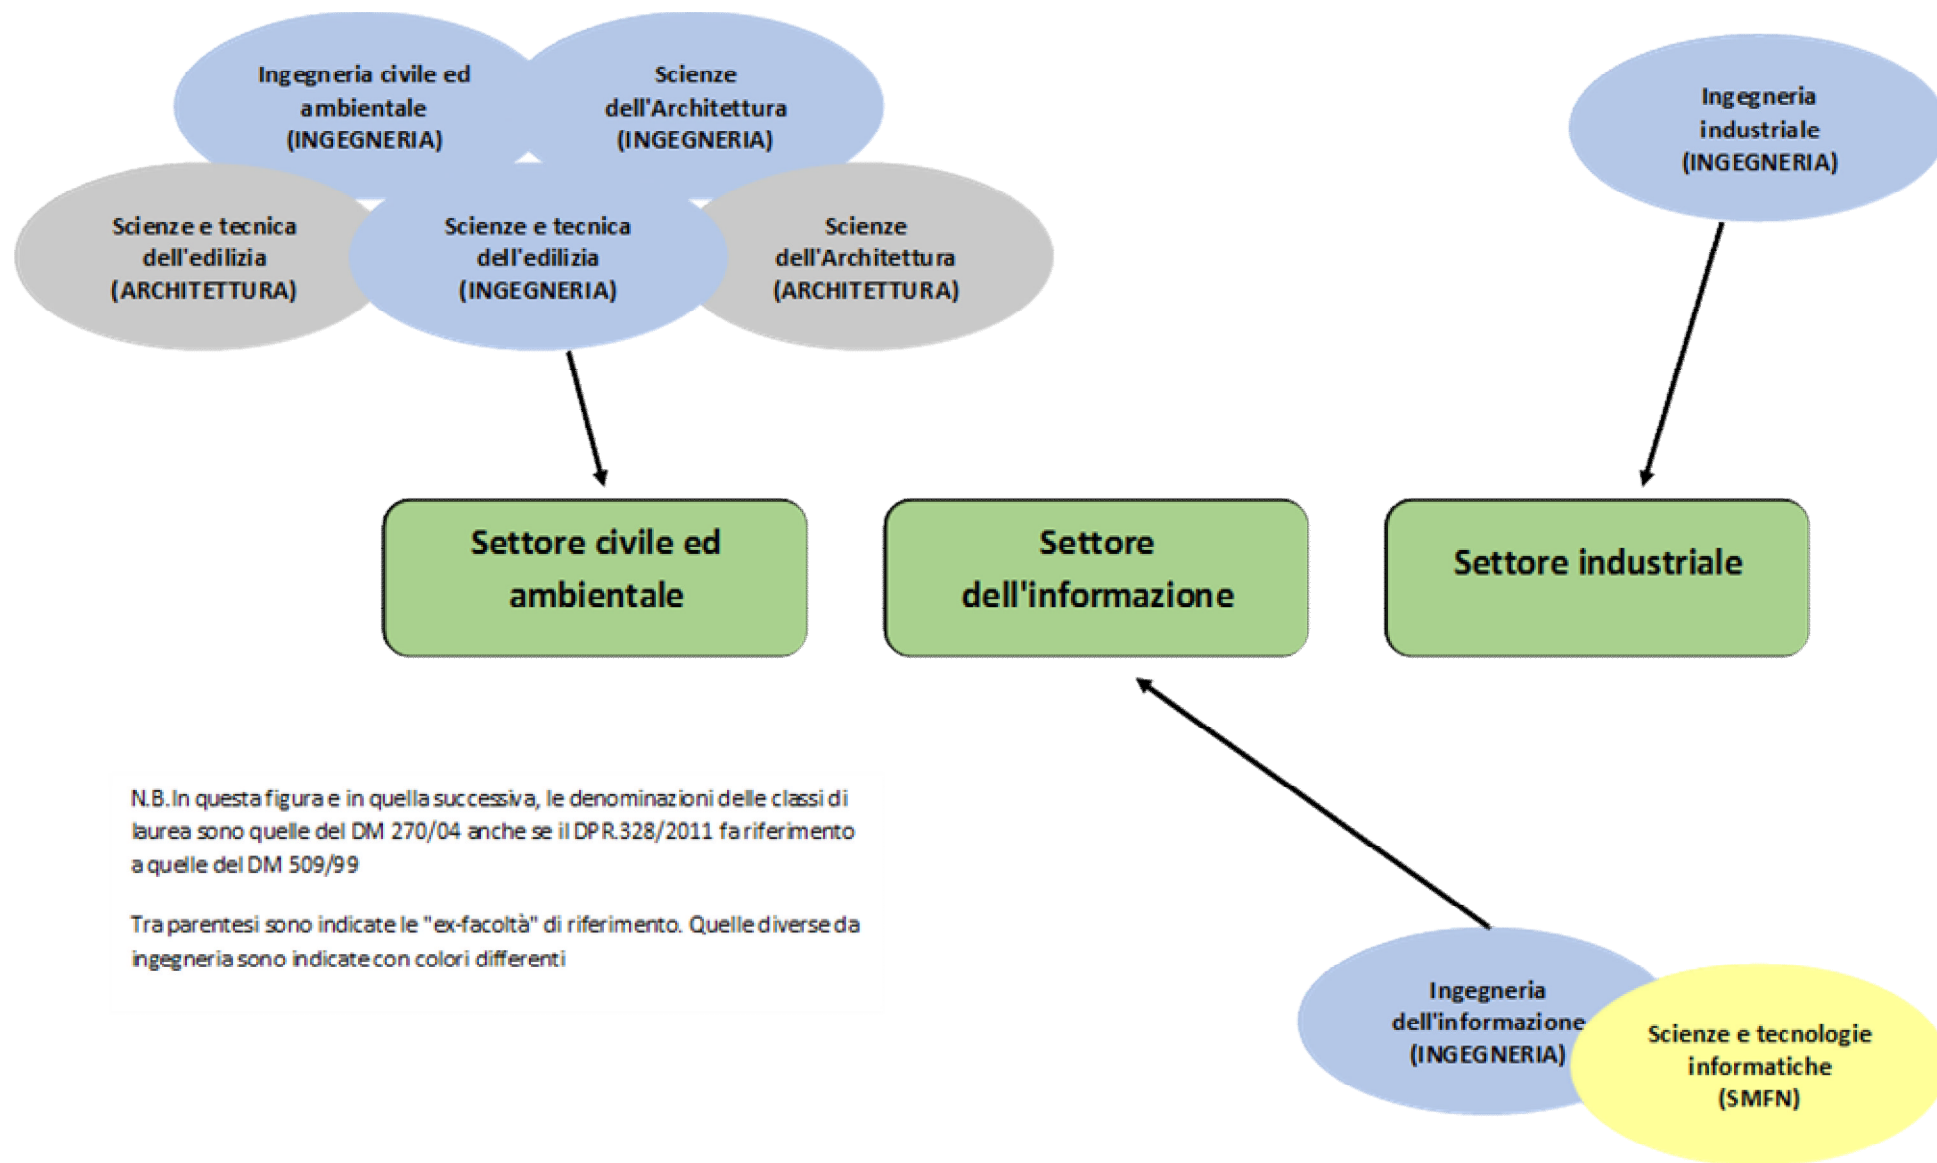 Ingegneria civile ed
ambientale
(INGEGNERIA)
Scienze
dell'Architettura
(INGEGNERIA)
Ingegneria
industriale
(INGEGNERIA)
Scienze e tecnica
dell'edilizia
(ARCHITETTURA)
Scienze e tecnica
dell'edilizia
(INGEGNERIA)
Scienze
dell'Architettura
(ARCHITETTURA)
Settore civile ed
ambientale
Settore
dell'informazione
Settore industriale
N.B.In questa figura e in quella successiva, le denominazioni delle classi di
laurea sono quelle del DM 270/04 anche se il DPR.328/2011 fa riferimento
a quelle del DM 509/99
Tra parentesi sono indicate le "ex-facoltà" di riferimento. Quelle diverse da
ingegneria sono indicate con colori differenti
Ingegneria
dell'informazione
(INGEGNERIA)
Scienze e tecnologie
informatiche
(SMFN)